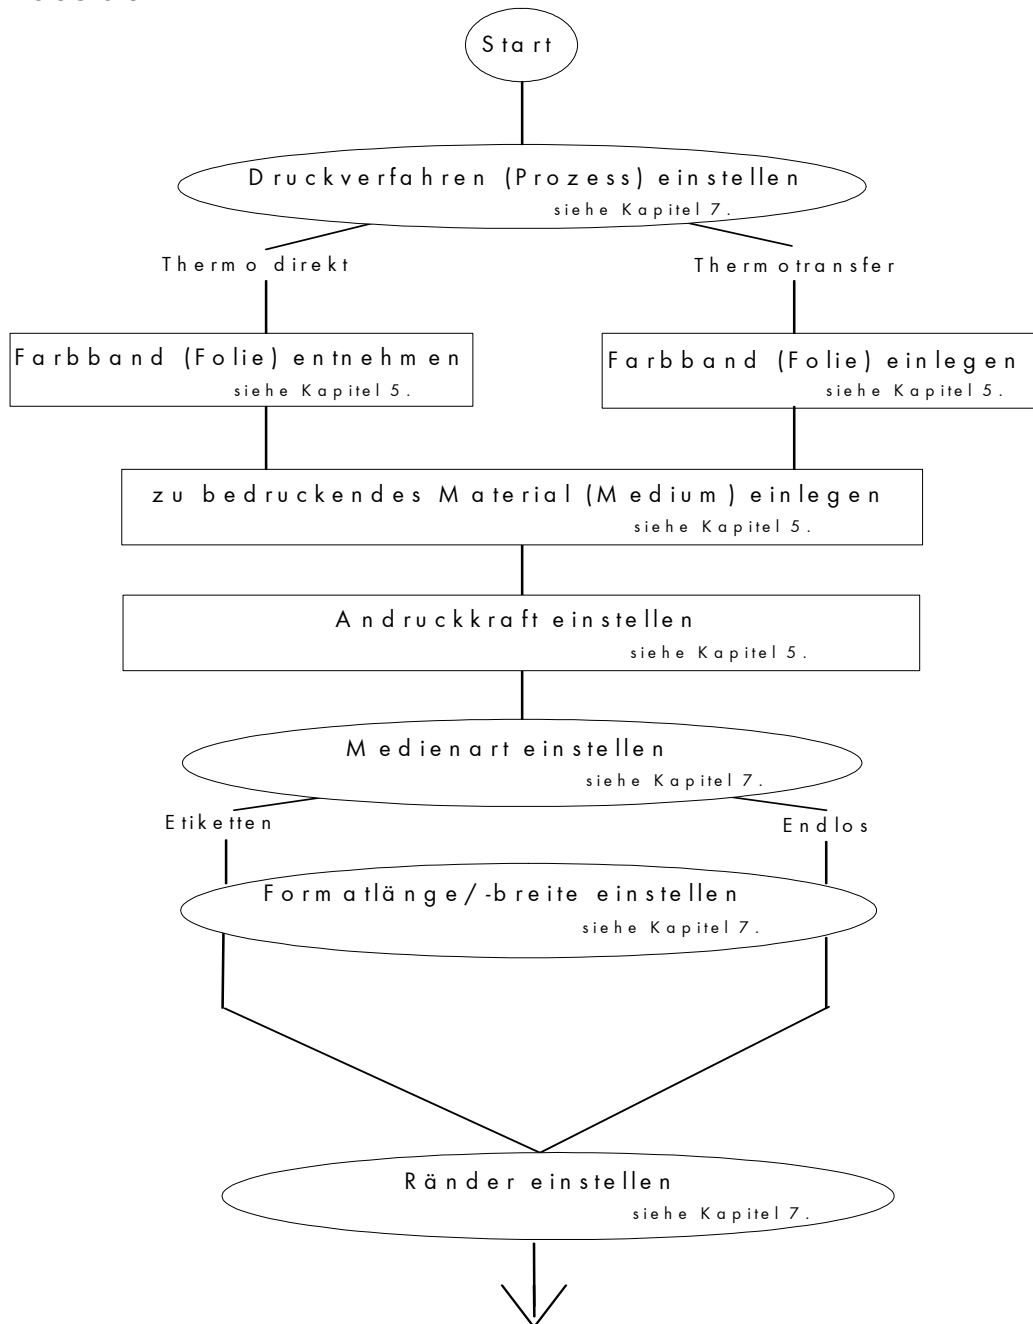 Start
Druckverfahren (Prozess) einstellen
siehe Kapitel 7.
Thermo direkt
Thermotransfer
Farbband (Folie) entnehmen
siehe Kapitel 5.
Farbband (Folie) einlegen
siehe Kapitel 5.
zu bedruckendes Material (Medium) einlegen
siehe Kapitel 5.
Andruckkraft einstellen
siehe Kapitel 5.
Medienart einstellen
siehe Kapitel 7.
Etiketten
Endlos
Formatlänge/-breite einstellen
siehe Kapitel 7.
Ränder einstellen
siehe Kapitel 7.